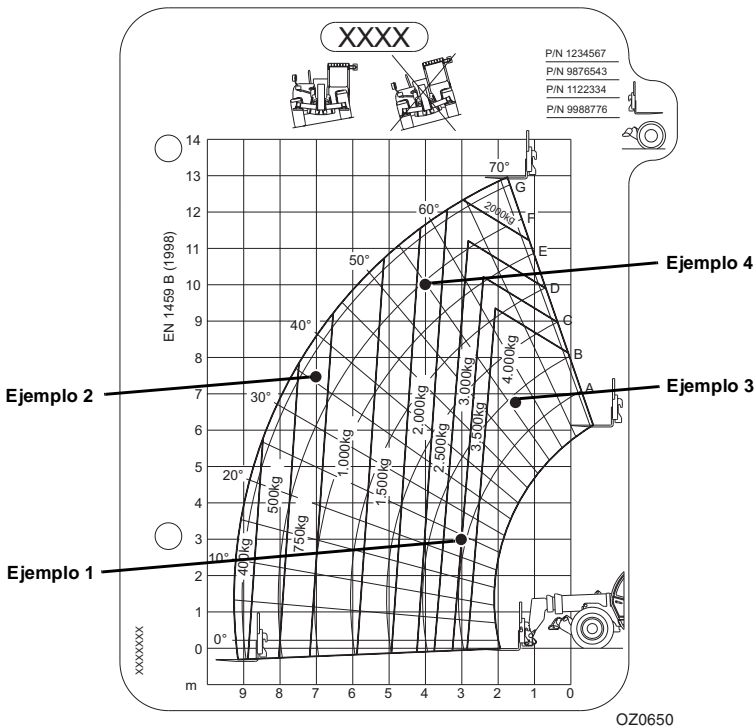 XXXX
P/N 1234567
P/N 9876543
P/N 1122334
P/N 9988776
EN 1459 B (1998)
XXXXXXX
14
13
12
11
10
9
8
7
6
5
4
3
2
1
0
m
9 8 7 6 5 4 3 2 1 0
0°
10°
20°
30°
40°
50°
60°
70°
G
F
E
D
C
B
A
400kg
500kg
750kg
1.000kg
1.500kg
2.000kg
2.500kg
3.000kg
3.500kg
4.000kg
2000kg
Ejemplo 4
Ejemplo 2
Ejemplo 3
Ejemplo 1
OZ0650